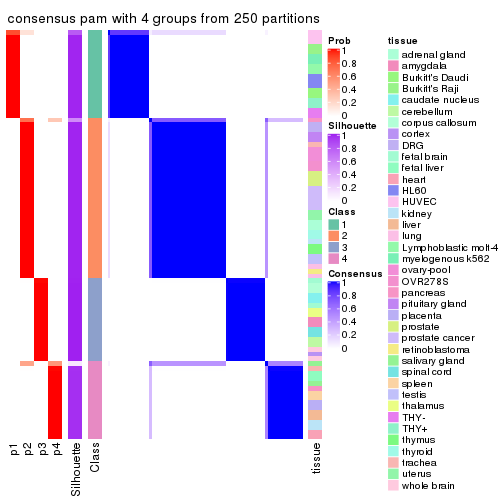 consensus pam with 4 groups from 250 partitions
Prob
1
0.8
0.6
0.4
0.2
0
Silhouette
1
0.8
0.6
0.4
0.2
0
Class
1
2
3
4
Consensus
1
0.8
0.6
0.4
0.2
0
tissue
adrenal gland
amygdala
Burkitt's Daudi
Burkitt's Raji
caudate nucleus
cerebellum
corpus callosum
cortex
DRG
fetal brain
fetal liver
heart
HL60
HUVEC
kidney
liver
lung
Lymphoblastic molt-4
myelogenous k562
ovary-pool
OVR278S
pancreas
pituitary gland
placenta
prostate
prostate cancer
retinoblastoma
salivary gland
spinal cord
spleen
testis
thalamus
THY-
THY+
thymus
thyroid
trachea
uterus
whole brain
p1
p2
p3
p4
Silhouette
Class
tissue